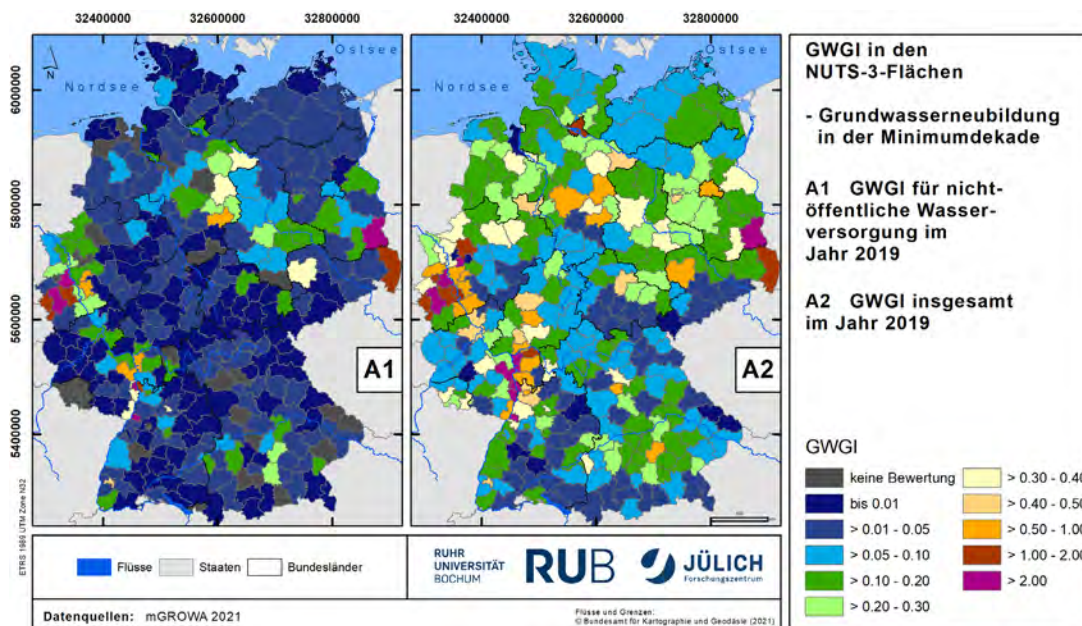 32400000 32600000 32800000
32400000 32600000 32800000
N
Nordsee
Ostsee
A1
Nordsee
Ostsee
A2
6000000
5800000
5600000
5400000
ETRS 1989 UTM Zone N32
GWGI in den
NUTS-3-Flächen
- Grundwasserneubildung
in der Minimumdekade
A1 GWGI für nicht-
öffentliche Wasser-
versorgung im
Jahr 2019
A2 GWGI insgesamt
im Jahr 2019
GWGI
keine Bewertung
bis 0.01
> 0.01 - 0.05
> 0.05 - 0.10
> 0.10 - 0.20
> 0.20 - 0.30
> 0.30 - 0.40
> 0.40 - 0.50
> 0.50 - 1.00
> 1.00 - 2.00
> 2.00
Flüsse
Staaten
Bundesländer
RUHR
UNIVERSITÄT
BOCHUM
RUB
JÜLICH
Forschungszentrum
Datenquellen: mGROWA 2021
Flüsse und Grenzen:
© Bundesamt für Kartographie und Geodäsie (2021)